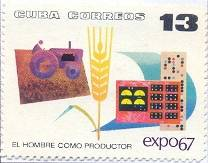 CUBA CORREOS 13
EL HOMBRE COMO PRODUCTOR expo67